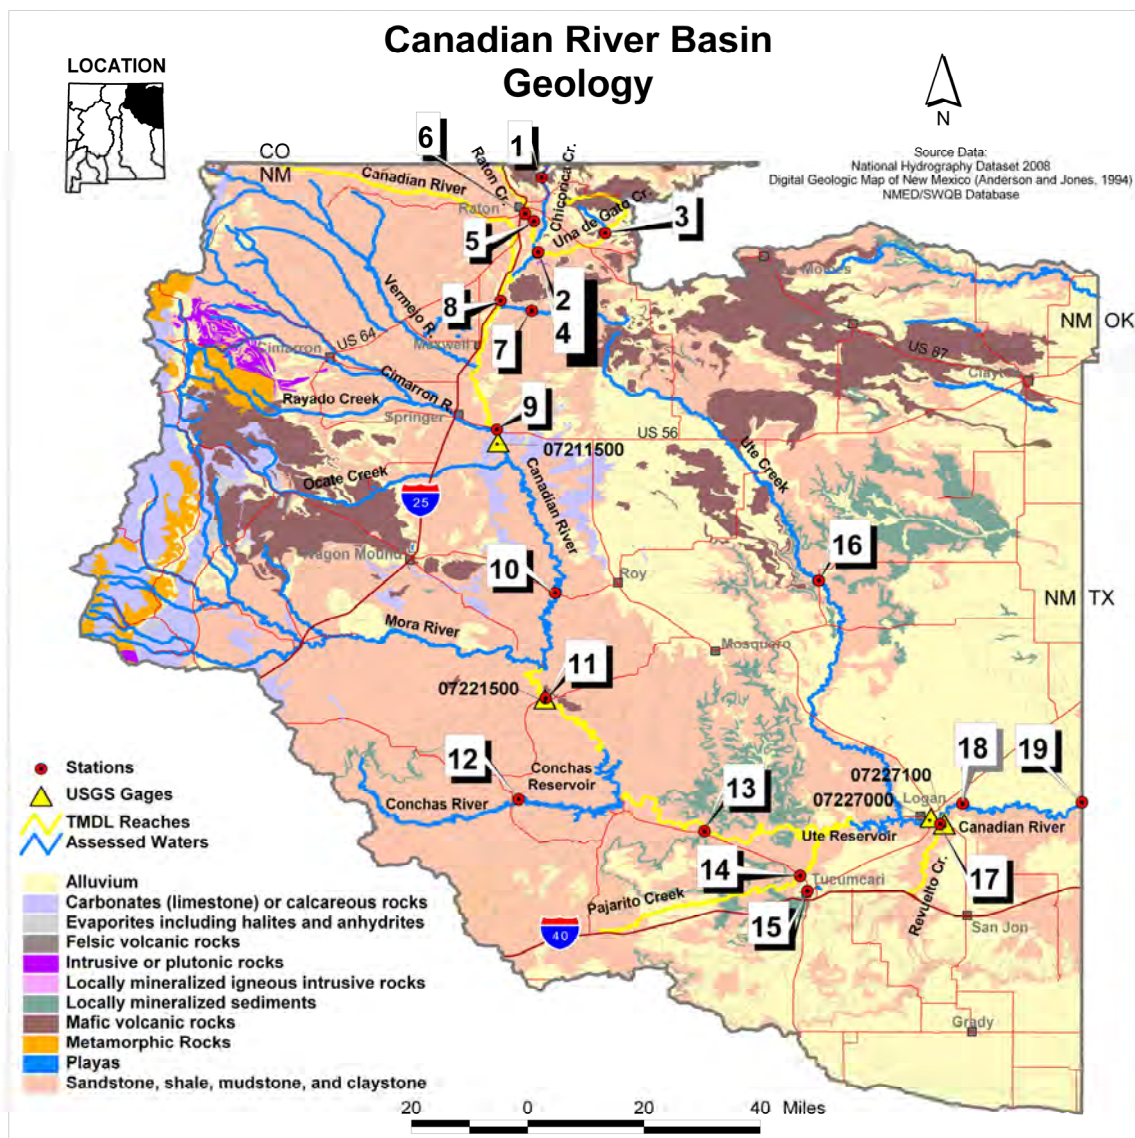 Canadian River Basin
Geology
LOCATION
N
Source Data:
National Hydrography Dataset 2008
Digital Geologic Map of New Mexico (Anderson and Jones, 1994)
NMED/SWQB Database
CO
NM
6
1
Canadian River
Raton Cr.
Chicorica Cr.
Raton
Una de Gato Cr.
3
5
2
4
8
7
Vermejo R.
Maxwell
US 64
Cimarron
Cimarron R.
Rayado Creek
Springer
9
07211500
US 56
NM OK
US 87
Clayton
Ocate Creek
25
Canadian River
Ute Creek
Wagon Mound
10
Roy
16
NM TX
Mora River
Mosquero
11
07221500
12
Conchas
Reservoir
Conchas River
13
07227100
07227000
Logan
18
19
Ute Reservoir
Canadian River
14
Tucumcari
17
Pajarito Creek
15
Revuelto Cr.
40
San Jon
Grady
Stations
USGS Gages
TMDL Reaches
Assessed Waters
Alluvium
Carbonates (limestone) or calcareous rocks
Evaporites including halites and anhydrites
Felsic volcanic rocks
Intrusive or plutonic rocks
Locally mineralized igneous intrusive rocks
Locally mineralized sediments
Mafic volcanic rocks
Metamorphic Rocks
Playas
Sandstone, shale, mudstone, and claystone
20 0 20 40 Miles